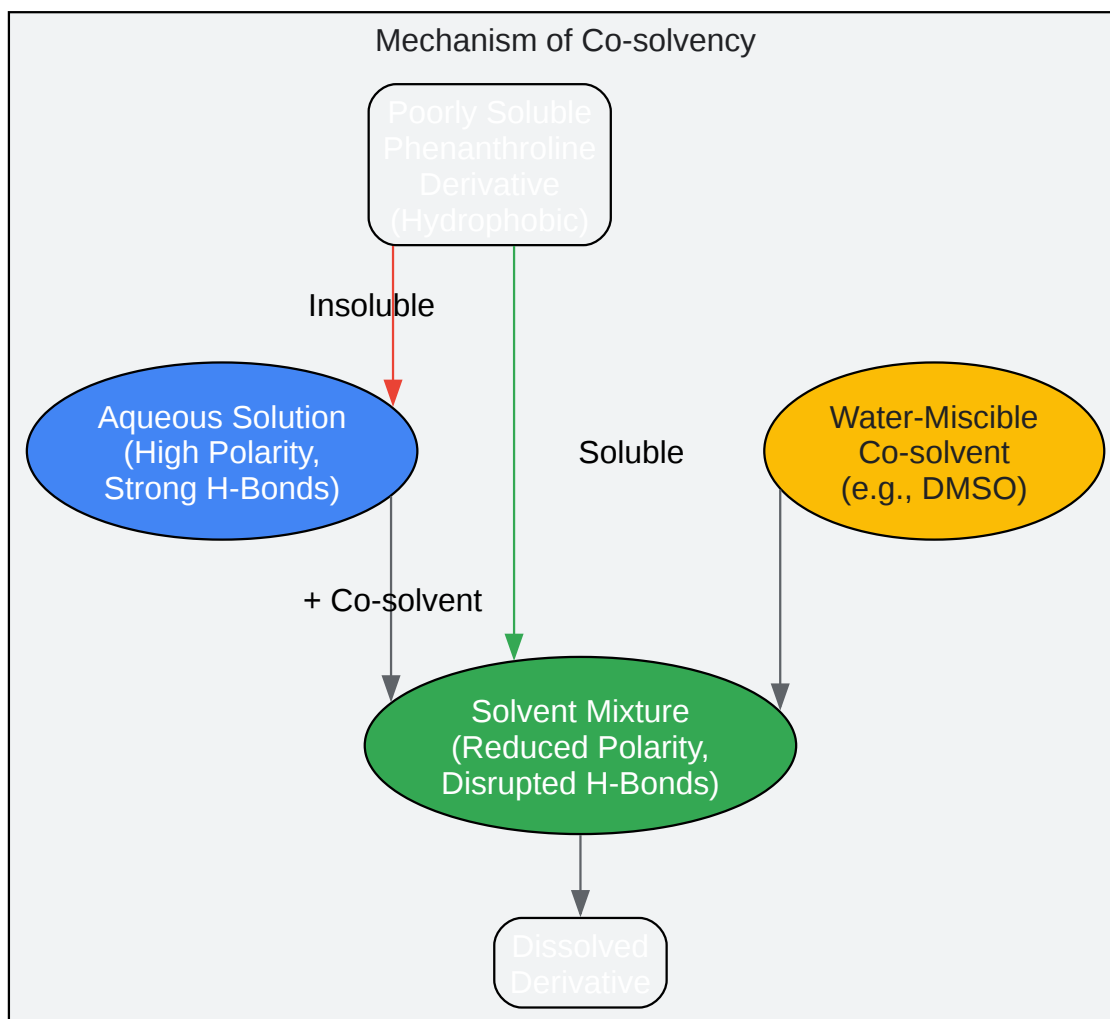 Mechanism of Co-solvency
Poorly Soluble
Phenanthroline
Derivative
(Hydrophobic)
Insoluble
Aqueous Solution
(High Polarity,
Strong H-Bonds)
Soluble
Water-Miscible
Co-solvent
(e.g., DMSO)
+ Co-solvent
Solvent Mixture
(Reduced Polarity,
Disrupted H-Bonds)
Dissolved
Derivative